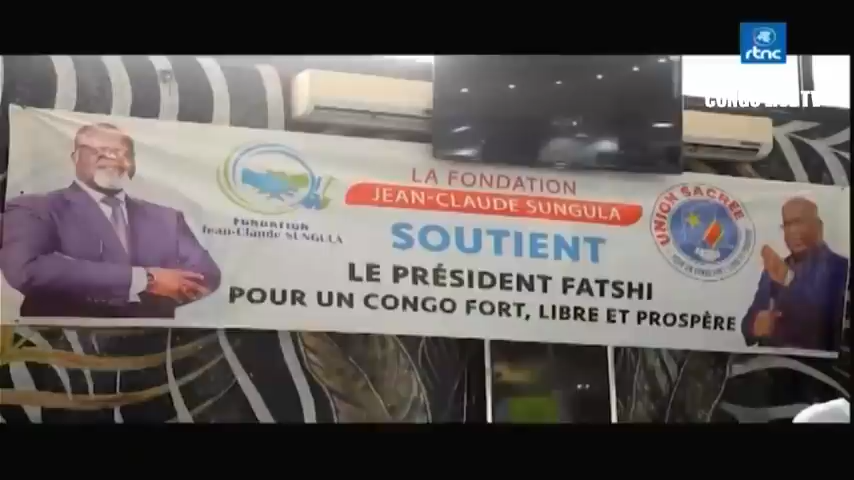 rtnc
LA FONDATION
JEAN-CLAUDE SUNGULA
SOUTIENT
LE PRÉSIDENT FATSHI
POUR UN CONGO FORT, LIBRE ET PROSPÈRE
FONDATION
Jean-Claude SUNGULA
UNION SACRÉE